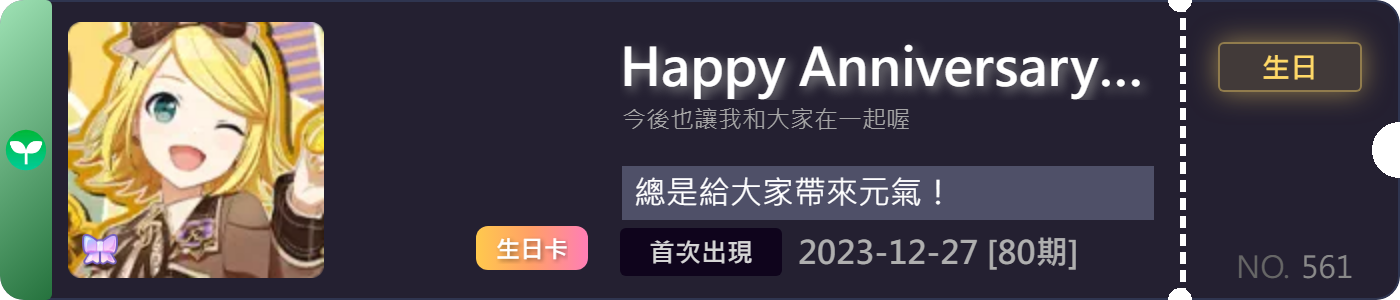 Happy Anniversary...
今後也讓我和大家在一起喔
總是給大家帶來元氣！
生日卡
首次出現 2023-12-27 [80期]
生日
NO. 561